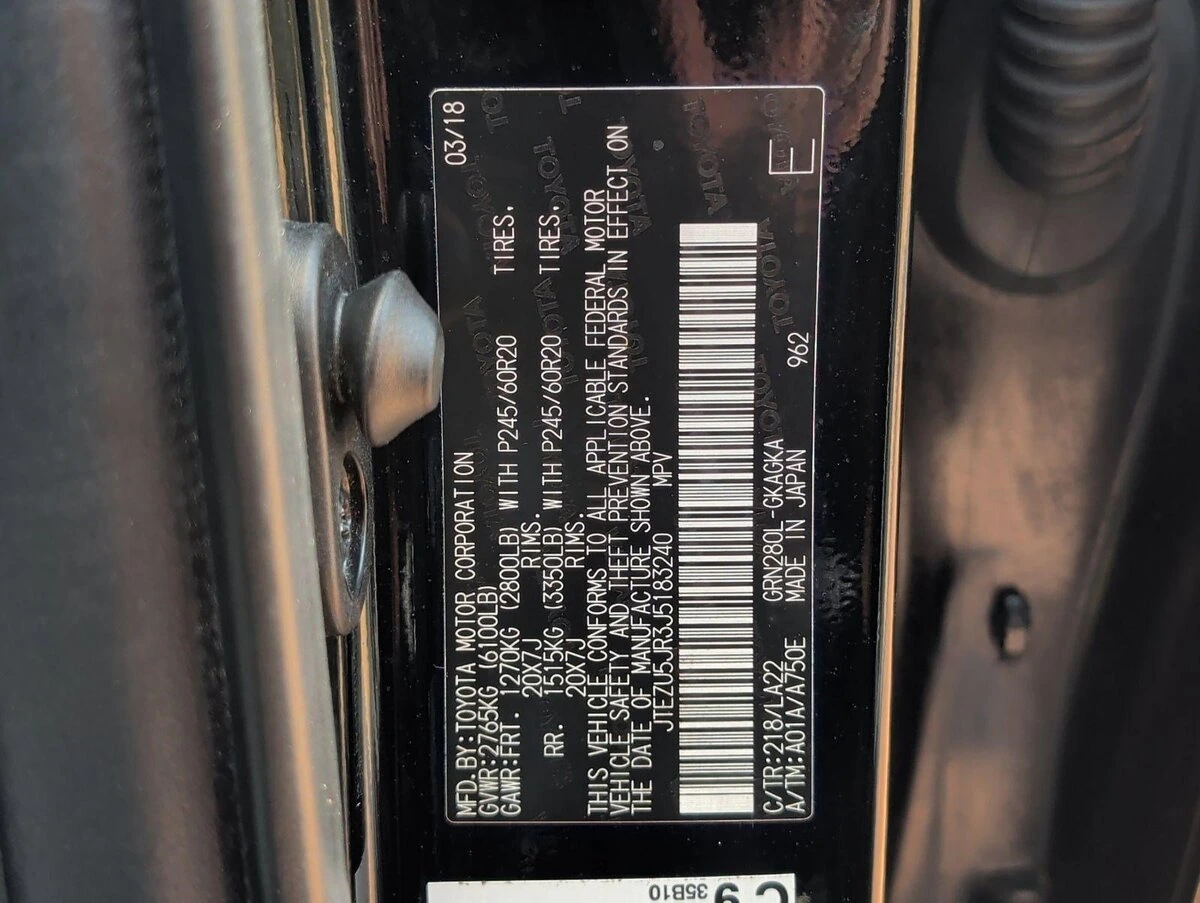 MFD.BY:TOYOTA MOTOR CORPORATION 03/18
GVWR:2765KG (6100LB)
GAWR:FRT. 1270KG (2800LB) WITH P245/60R20 TIRES,
20X7J RIMS.
RR. 1515KG (3350LB) WITH P245/60R20 TIRES,
20X7J RIMS.
THIS VEHICLE CONFORMS TO ALL APPLICABLE FEDERAL MOTOR
VEHICLE SAFETY AND THEFT PREVENTION STANDARDS IN EFFECT ON
THE DATE OF MANUFACTURE SHOWN ABOVE.
JTEZU5JR3J5183240 MPV
C/TR:218/LA22 GRN280L-GKAGKA
A/TM:A01A/A750E MADE IN JAPAN 962
35B10